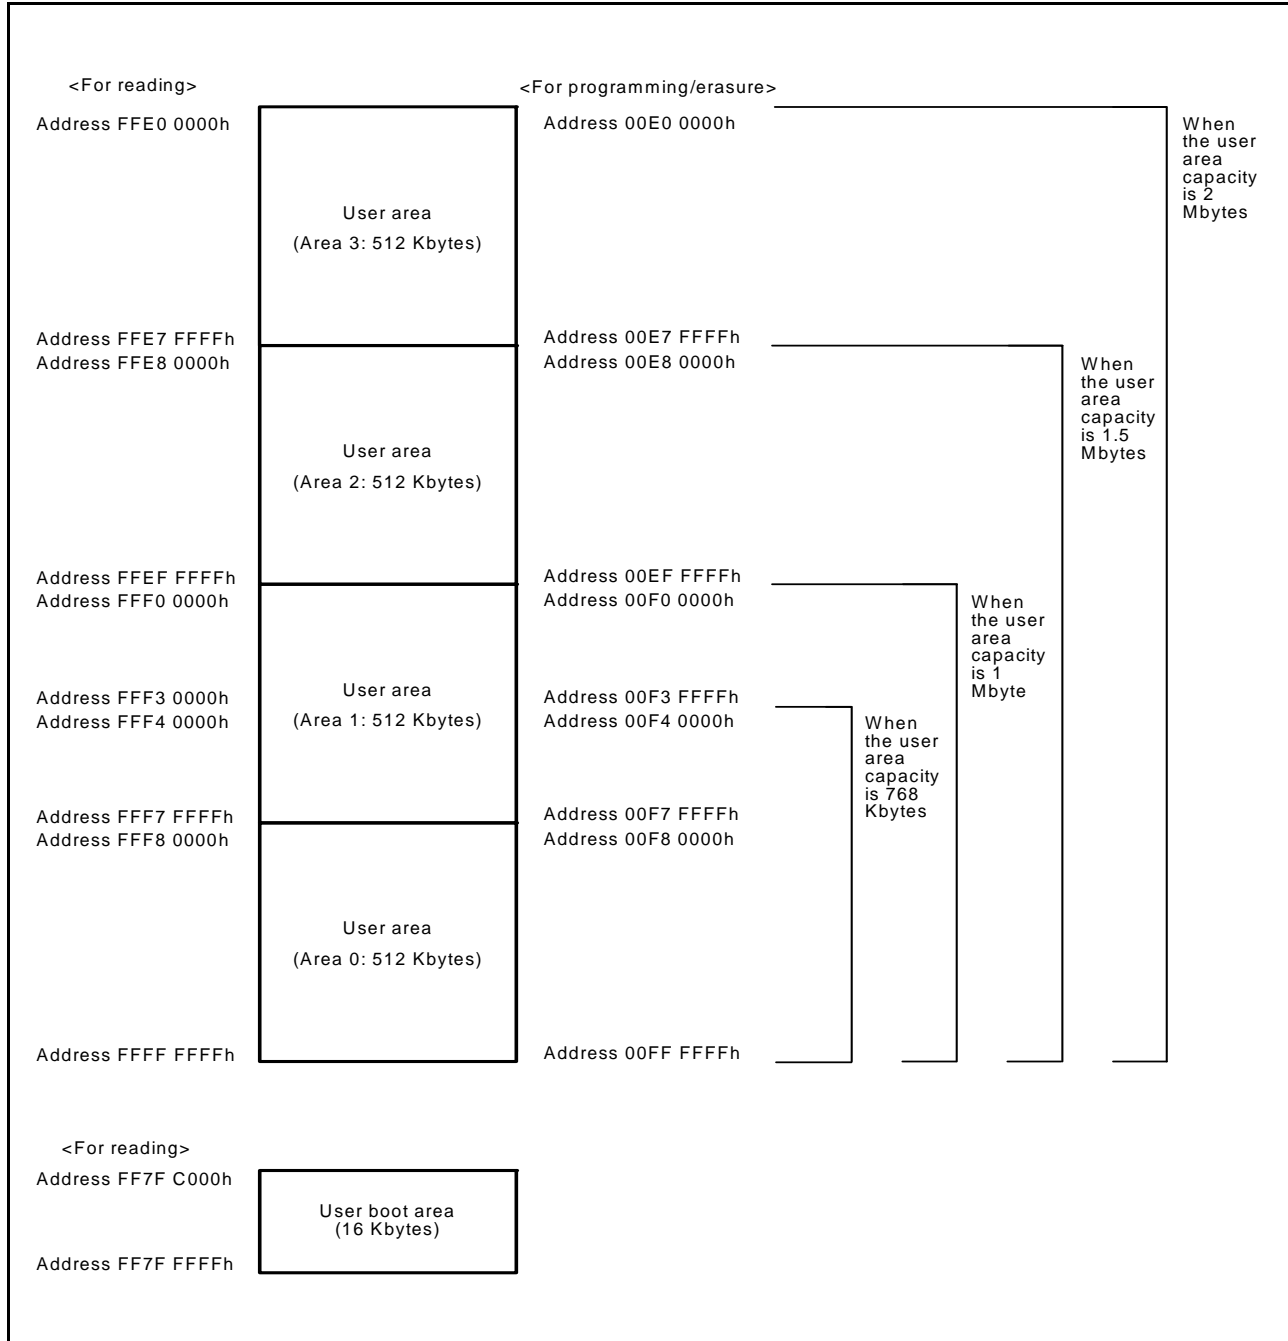 <For reading>
<For programming/erasure>
Address FFE0 0000h
Address 00E0 0000h
When
the user
area
capacity
is 2
Mbytes
User area
(Area 3: 512 Kbytes)
Address FFE7 FFFFh
Address 00E7 FFFFh
Address FFE8 0000h
Address 00E8 0000h
When
the user
area
capacity
is 1.5
Mbytes
User area
(Area 2: 512 Kbytes)
Address FFEF FFFFh
Address 00EF FFFFh
Address FFF0 0000h
Address 00F0 0000h
When
the user
area
capacity
is 1
Mbyte
User area
(Area 1: 512 Kbytes)
Address FFF3 0000h
Address 00F3 FFFFh
Address FFF4 0000h
Address 00F4 0000h
When
the user
area
capacity
is 768
Kbytes
Address FFF7 FFFFh
Address 00F7 FFFFh
Address FFF8 0000h
Address 00F8 0000h
User area
(Area 0: 512 Kbytes)
Address FFFF FFFFh
Address 00FF FFFFh
<For reading>
Address FF7F C000h
User boot area
(16 Kbytes)
Address FF7F FFFFh